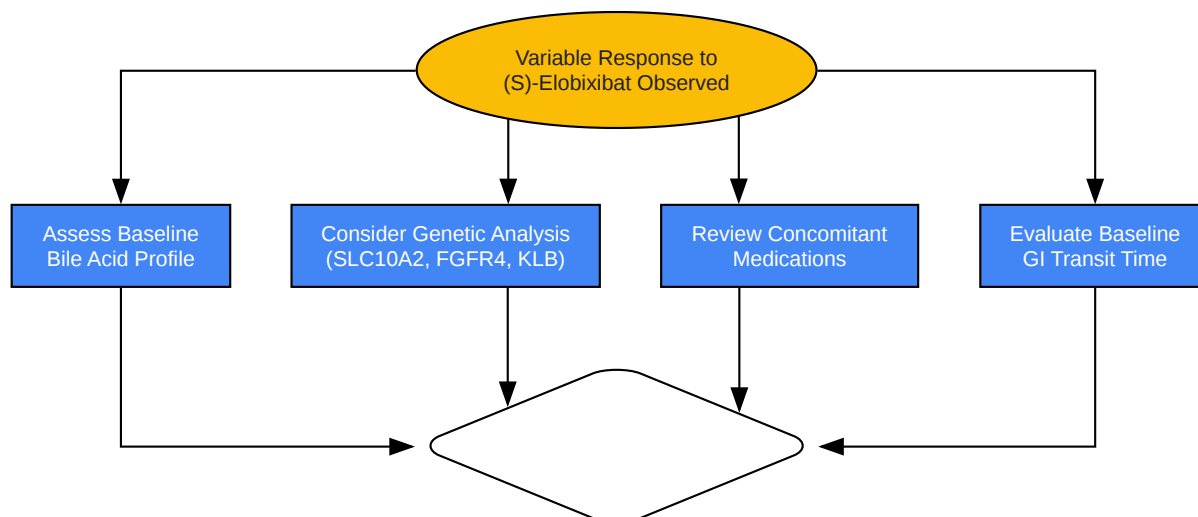 Variable Response to
(S)-Elobixibat Observed
Assess Baseline
Bile Acid Profile
Consider Genetic Analysis
(SLC10A2, FGFR4, KLB)
Review Concomitant
Medications
Evaluate Baseline
GI Transit Time